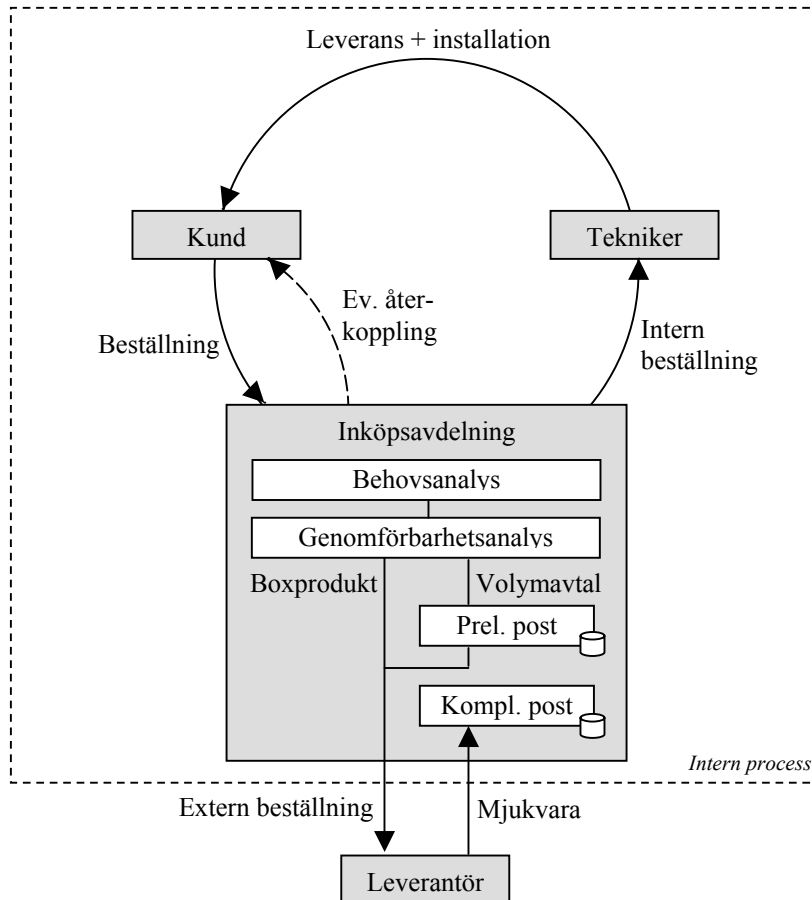 Leverans + installation
Kund
Tekniker
Ev. åter-
koppling
Beställning
Intern
beställning
Inköpsavdelning
Behovsanalys
Genomförbarhetsanalys
Boxprodukt
Volymavtal
Prel. post
Kompl. post
Intern process
Extern beställning
Mjukvara
Leverantör